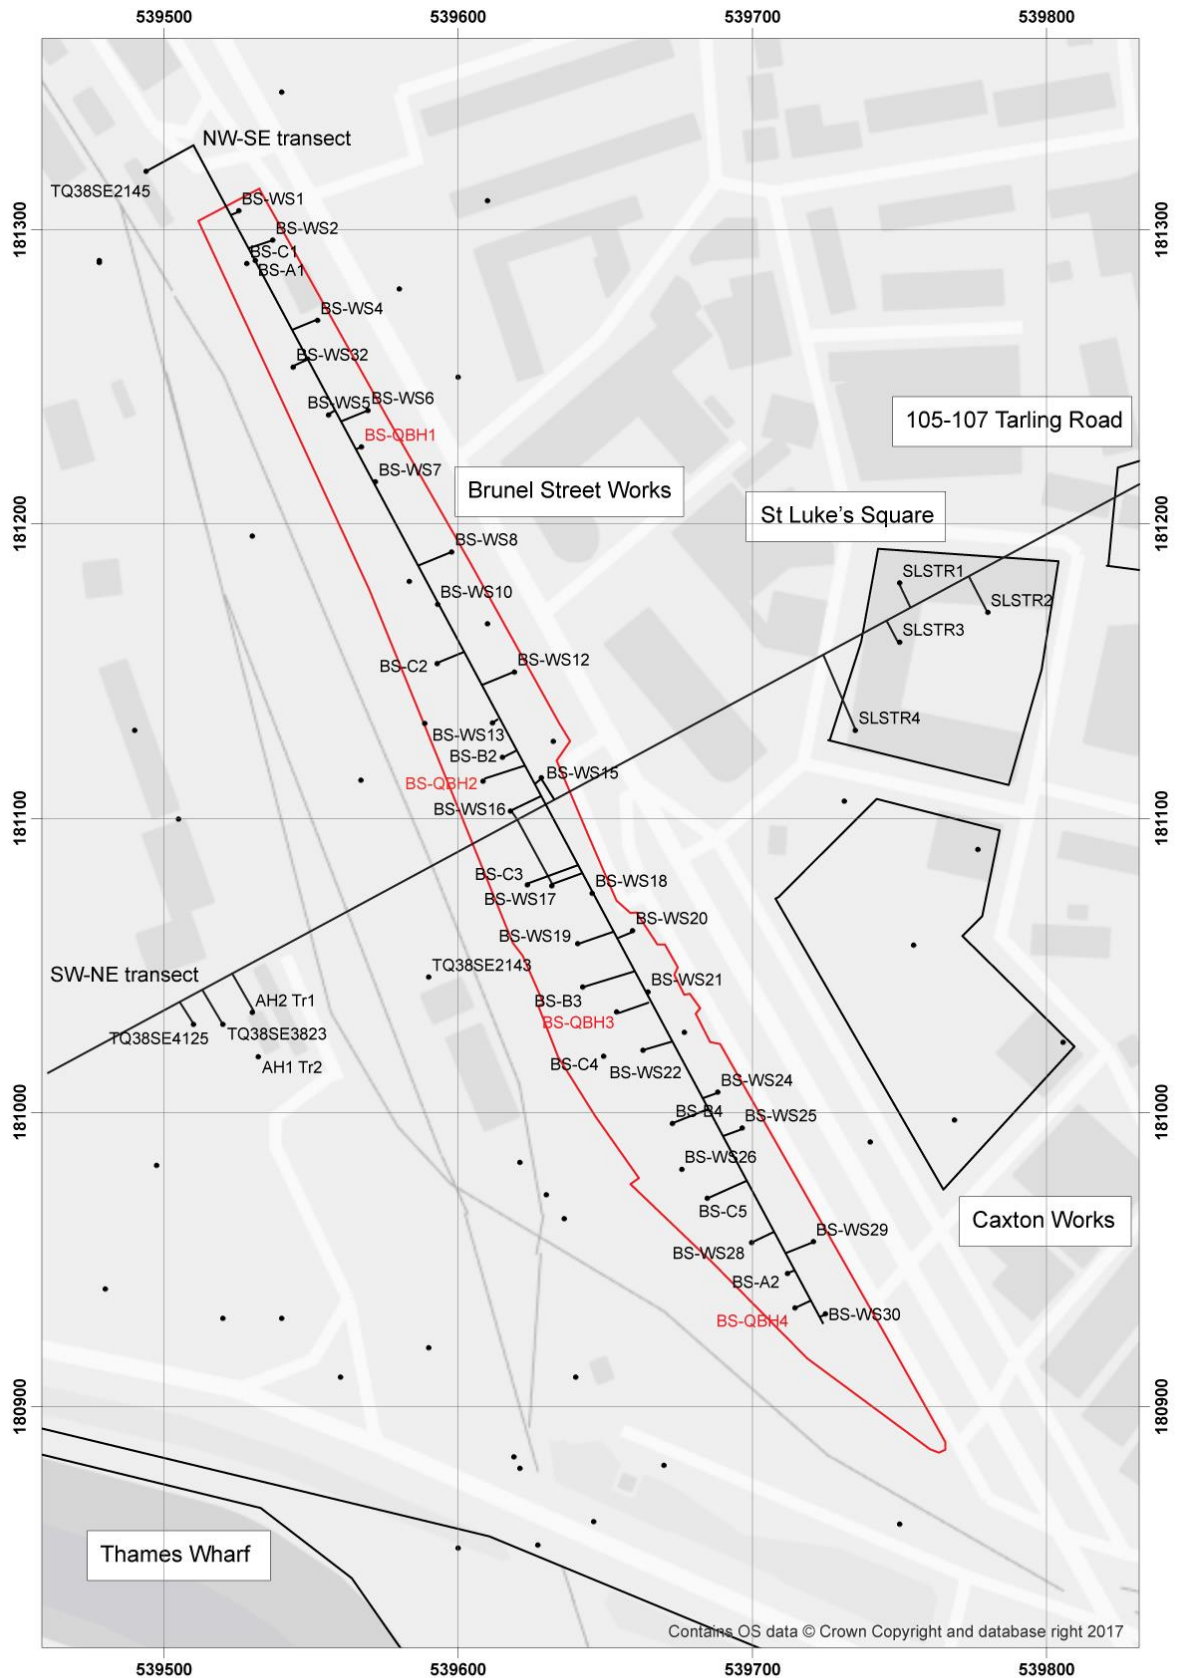 539500
539600
539700
539800
NW-SE transect
TQ38SE2145
BS-WS1
181300
181300
BS-WS2
BS-C1
BS-A1
BS-WS4
BS-WS32
BS-WS5
BS-WS6
105-107 Tarling Road
BS-QBH1
BS-WS7
Brunel Street Works
St Luke's Square
181200
181200
BS-WS8
SLSTR1
BS-WS10
SLSTR2
SLSTR3
BS-C2
BS-WS12
SLSTR4
BS-WS13
BS-B2
BS-QBH2
BS-WS15
BS-WS16
181100
181100
BS-C3
BS-WS18
BS-WS17
BS-WS20
BS-WS19
SW-NE transect
TQ38SE2143
BS-WS21
AH2 Tr1
BS-B3
BS-QBH3
TQ38SE4125
TQ38SE3823
AH1 Tr2
BS-C4
BS-WS22
BS-WS24
181000
181000
BS-B4
BS-WS25
BS-WS26
BS-C5
Caxton Works
BS-WS29
BS-WS28
BS-A2
BS-QBH4
BS-WS30
180900
180900
Thames Wharf
Contains OS data © Crown Copyright and database right 2017
539500
539600
539700
539800